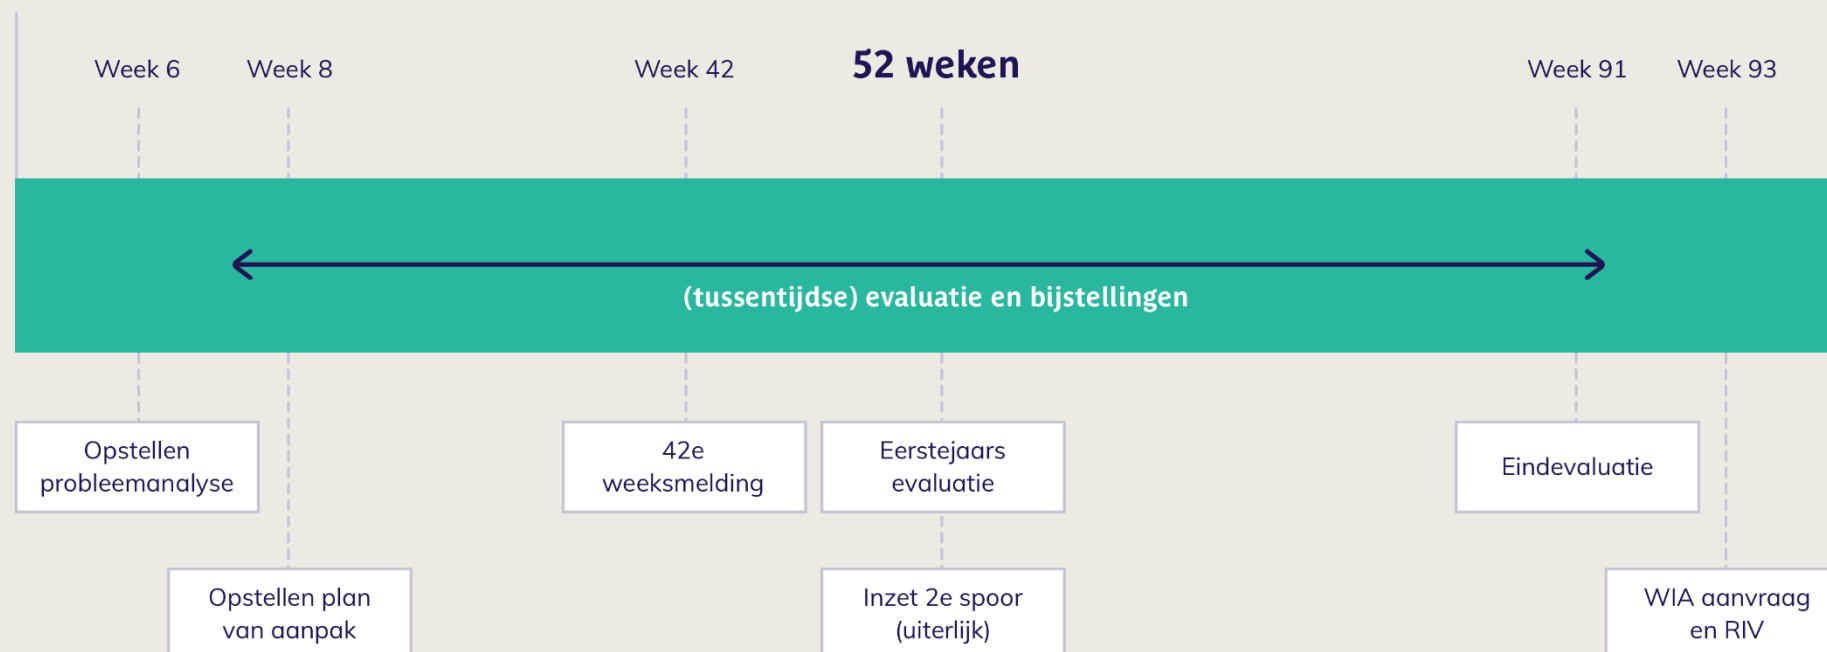 Week 6
Week 8
Week 42
52 weken
Week 91
Week 93
(tussentijdse) evaluatie en bijstellingen
Opstellen
probleemanalyse
42e
weeksmelding
Eerstejaars
evaluatie
Eindevaluatie
Opstellen plan
van aanpak
Inzet 2e spoor
(uiterlijk)
WIA aanvraag
en RIV